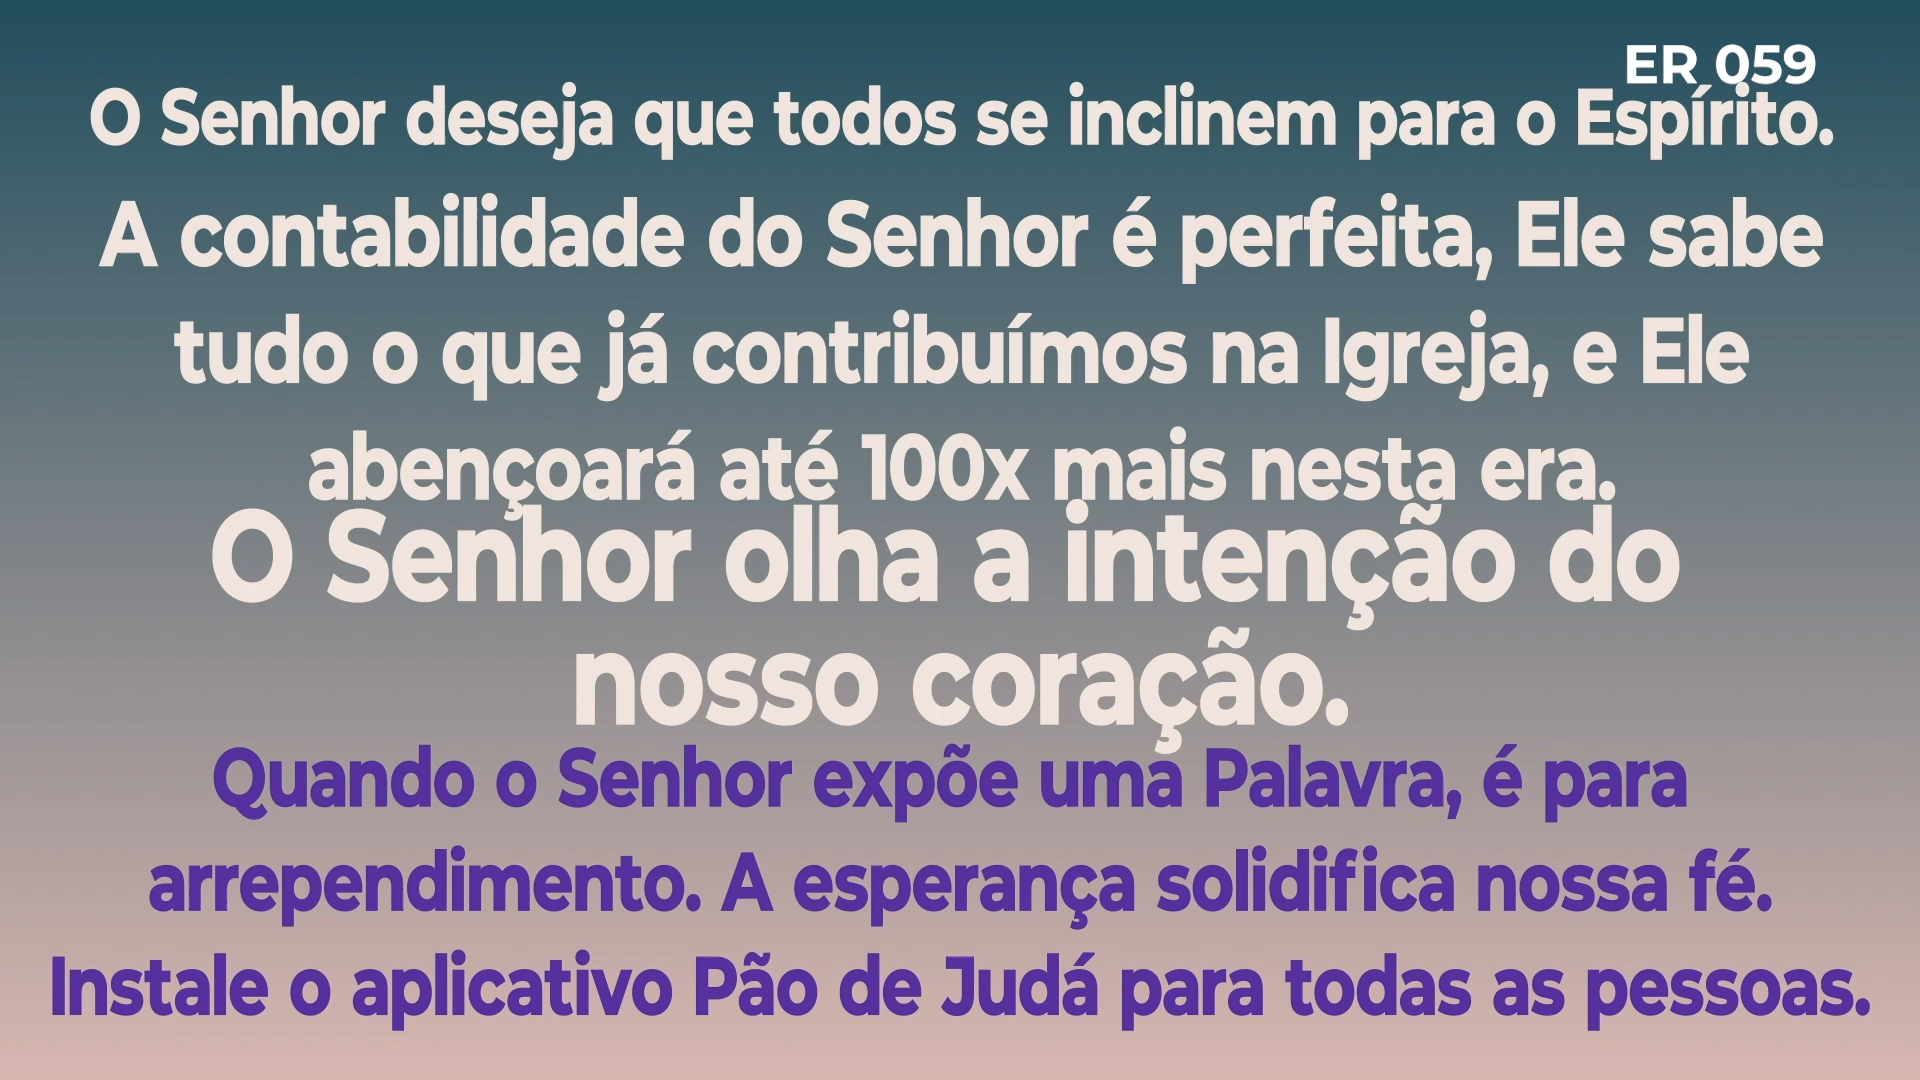 ER 059
O Senhor deseja que todos se inclinem para o Espírito.
A contabilidade do Senhor é perfeita, Ele sabe
tudo o que já contribuímos na Igreja, e Ele
abençoará até 100x mais nesta era.
O Senhor olha a intenção do
nosso coração.
Quando o Senhor expõe uma Palavra, é para
arrependimento. A esperança solidifica nossa fé.
Instale o aplicativo Pão de Judá para todas as pessoas.